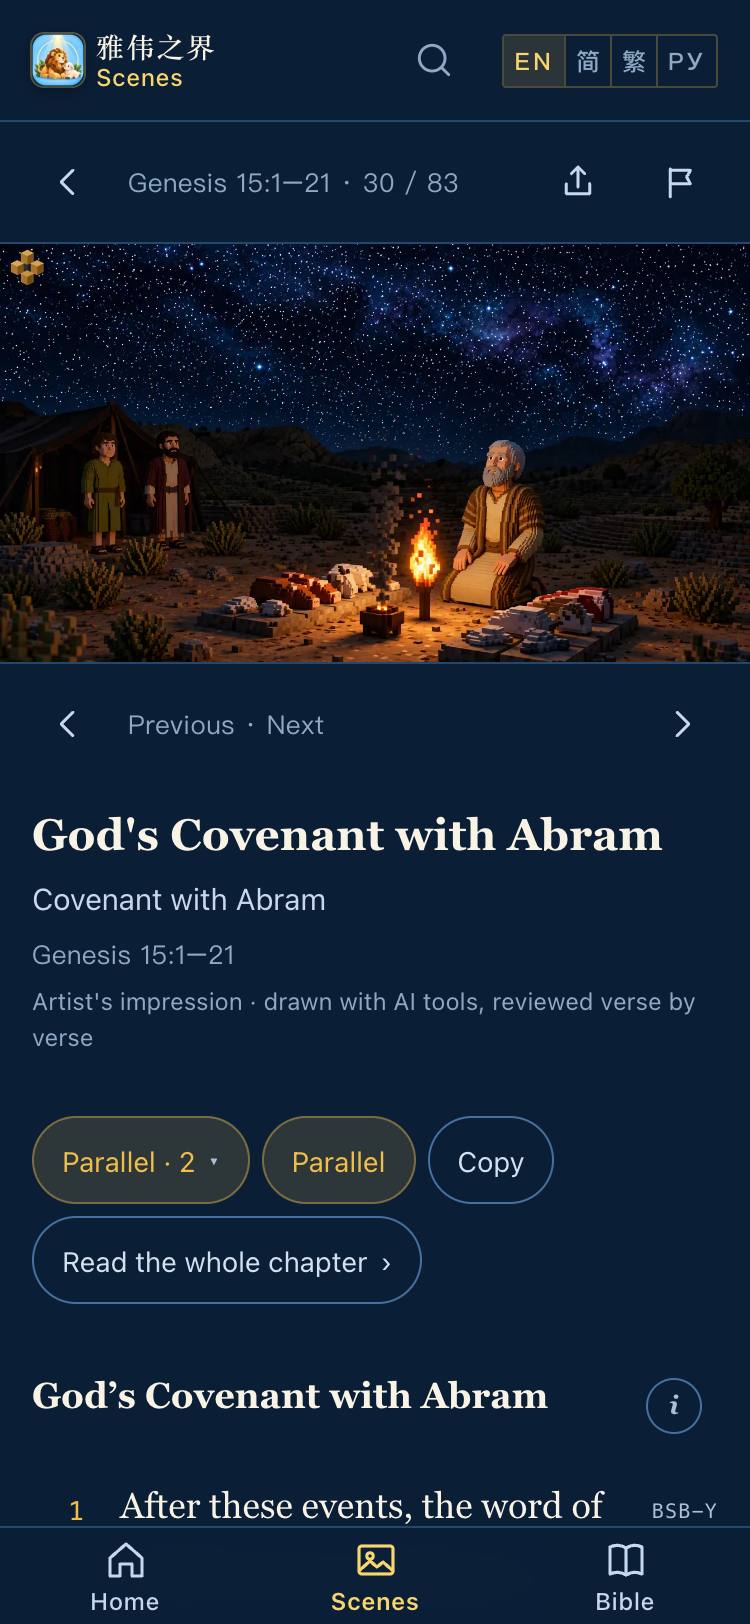 雅伟之界
Scenes
EN 简 繁 РУ
Genesis 15:1–21 · 30 / 83
Previous · Next
God's Covenant with Abram
Covenant with Abram
Genesis 15:1–21
Artist's impression · drawn with AI tools, reviewed verse by
verse
Parallel · 2 ▾ Parallel Copy
Read the whole chapter ›
God’s Covenant with Abram i
1 After these events, the word of BSB–Y
Home Scenes Bible